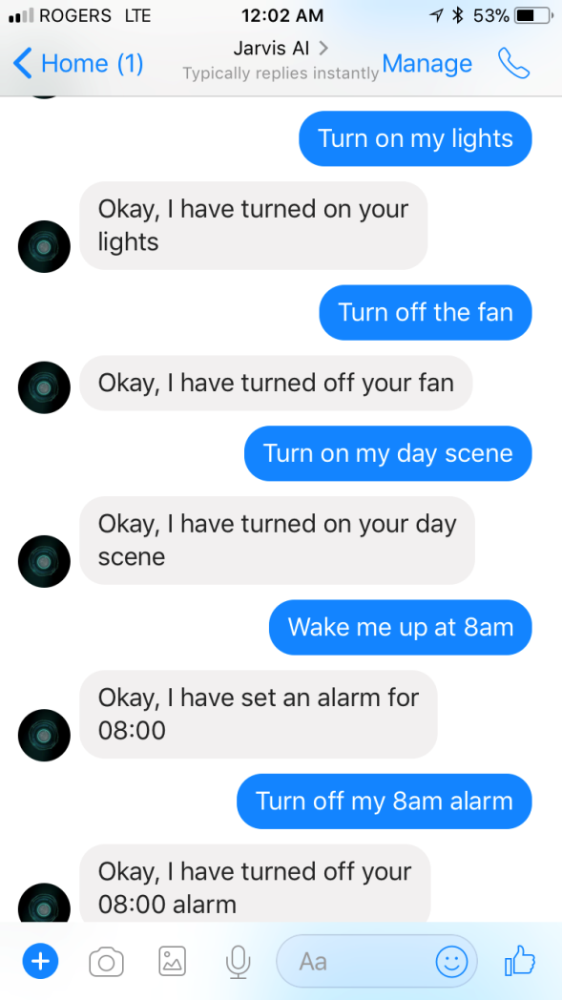 ROGERS LTE 12:02 AM 53%
Home (1) Jarvis AI Manage
Typically replies instantly
Turn on my lights
Okay, I have turned on your
lights
Turn off the fan
Okay, I have turned off your fan
Turn on my day scene
Okay, I have turned on your day
scene
Wake me up at 8am
Okay, I have set an alarm for
08:00
Turn off my 8am alarm
Okay, I have turned off your
08:00 alarm
Aa